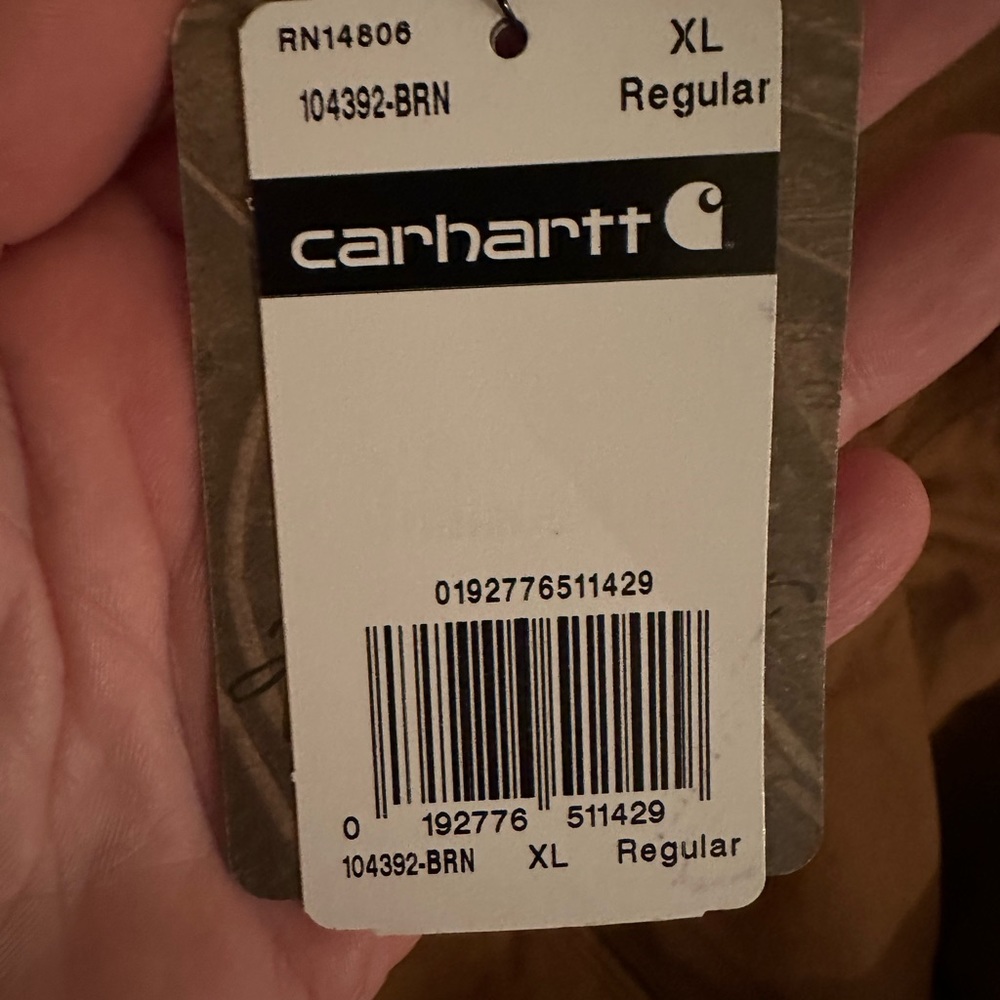 RN14806
XL
104392-BRN
Regular
carhartt
0192776511429
0 192776 511429
104392-BRN XL Regular